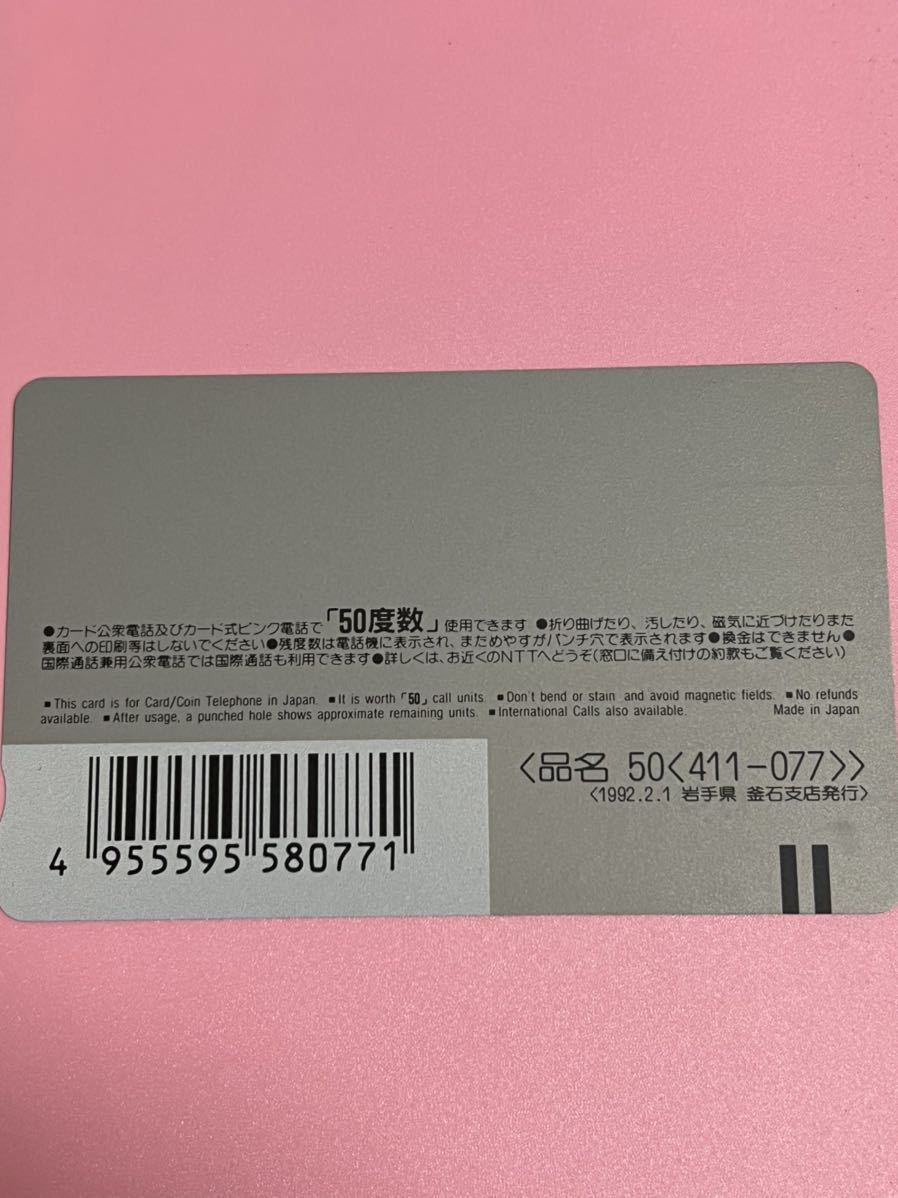 ●カード公衆電話及びカード式ピンク電話で「50度数」使用できます ●折り曲げたり、汚したり、磁気に近づけたりまた
裏面への印刷等はしないでください●残度数は電話機に表示され、まためやすがパンチ穴で表示されます●換金はできません●
国際通話兼用公衆電話では国際通話も利用できます●詳しくは、お近くのNTTへどうぞ(窓口に備え付けの約款もご覧ください)
■This card is for Card/Coin Telephone in Japan. ■It is worth「50」call units ■Don't bend or stain and avoid magnetic fields. ■No refunds
available. ■After usage, a punched hole shows approximate remaining units. ■International Calls also available. Made in Japan
〈品名 50〈411-077〉〉
〈1992.2.1 岩手県 釜石支店発行〉
4 955595 580771